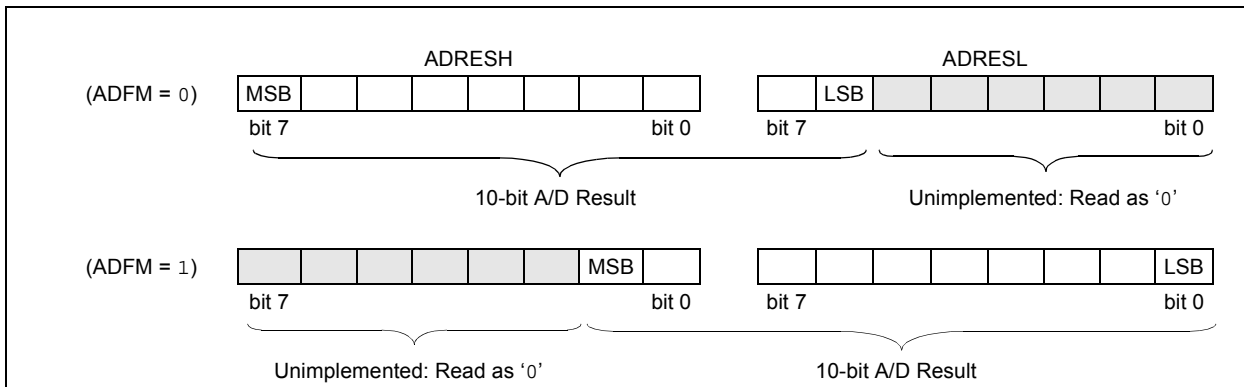 ADRESH ADRESL
(ADFM = 0) MSB LSB
bit 7 bit 0 bit 7 bit 0
10-bit A/D Result Unimplemented: Read as ‘0’
(ADFM = 1) MSB LSB
bit 7 bit 0 bit 7 bit 0
Unimplemented: Read as ‘0’ 10-bit A/D Result